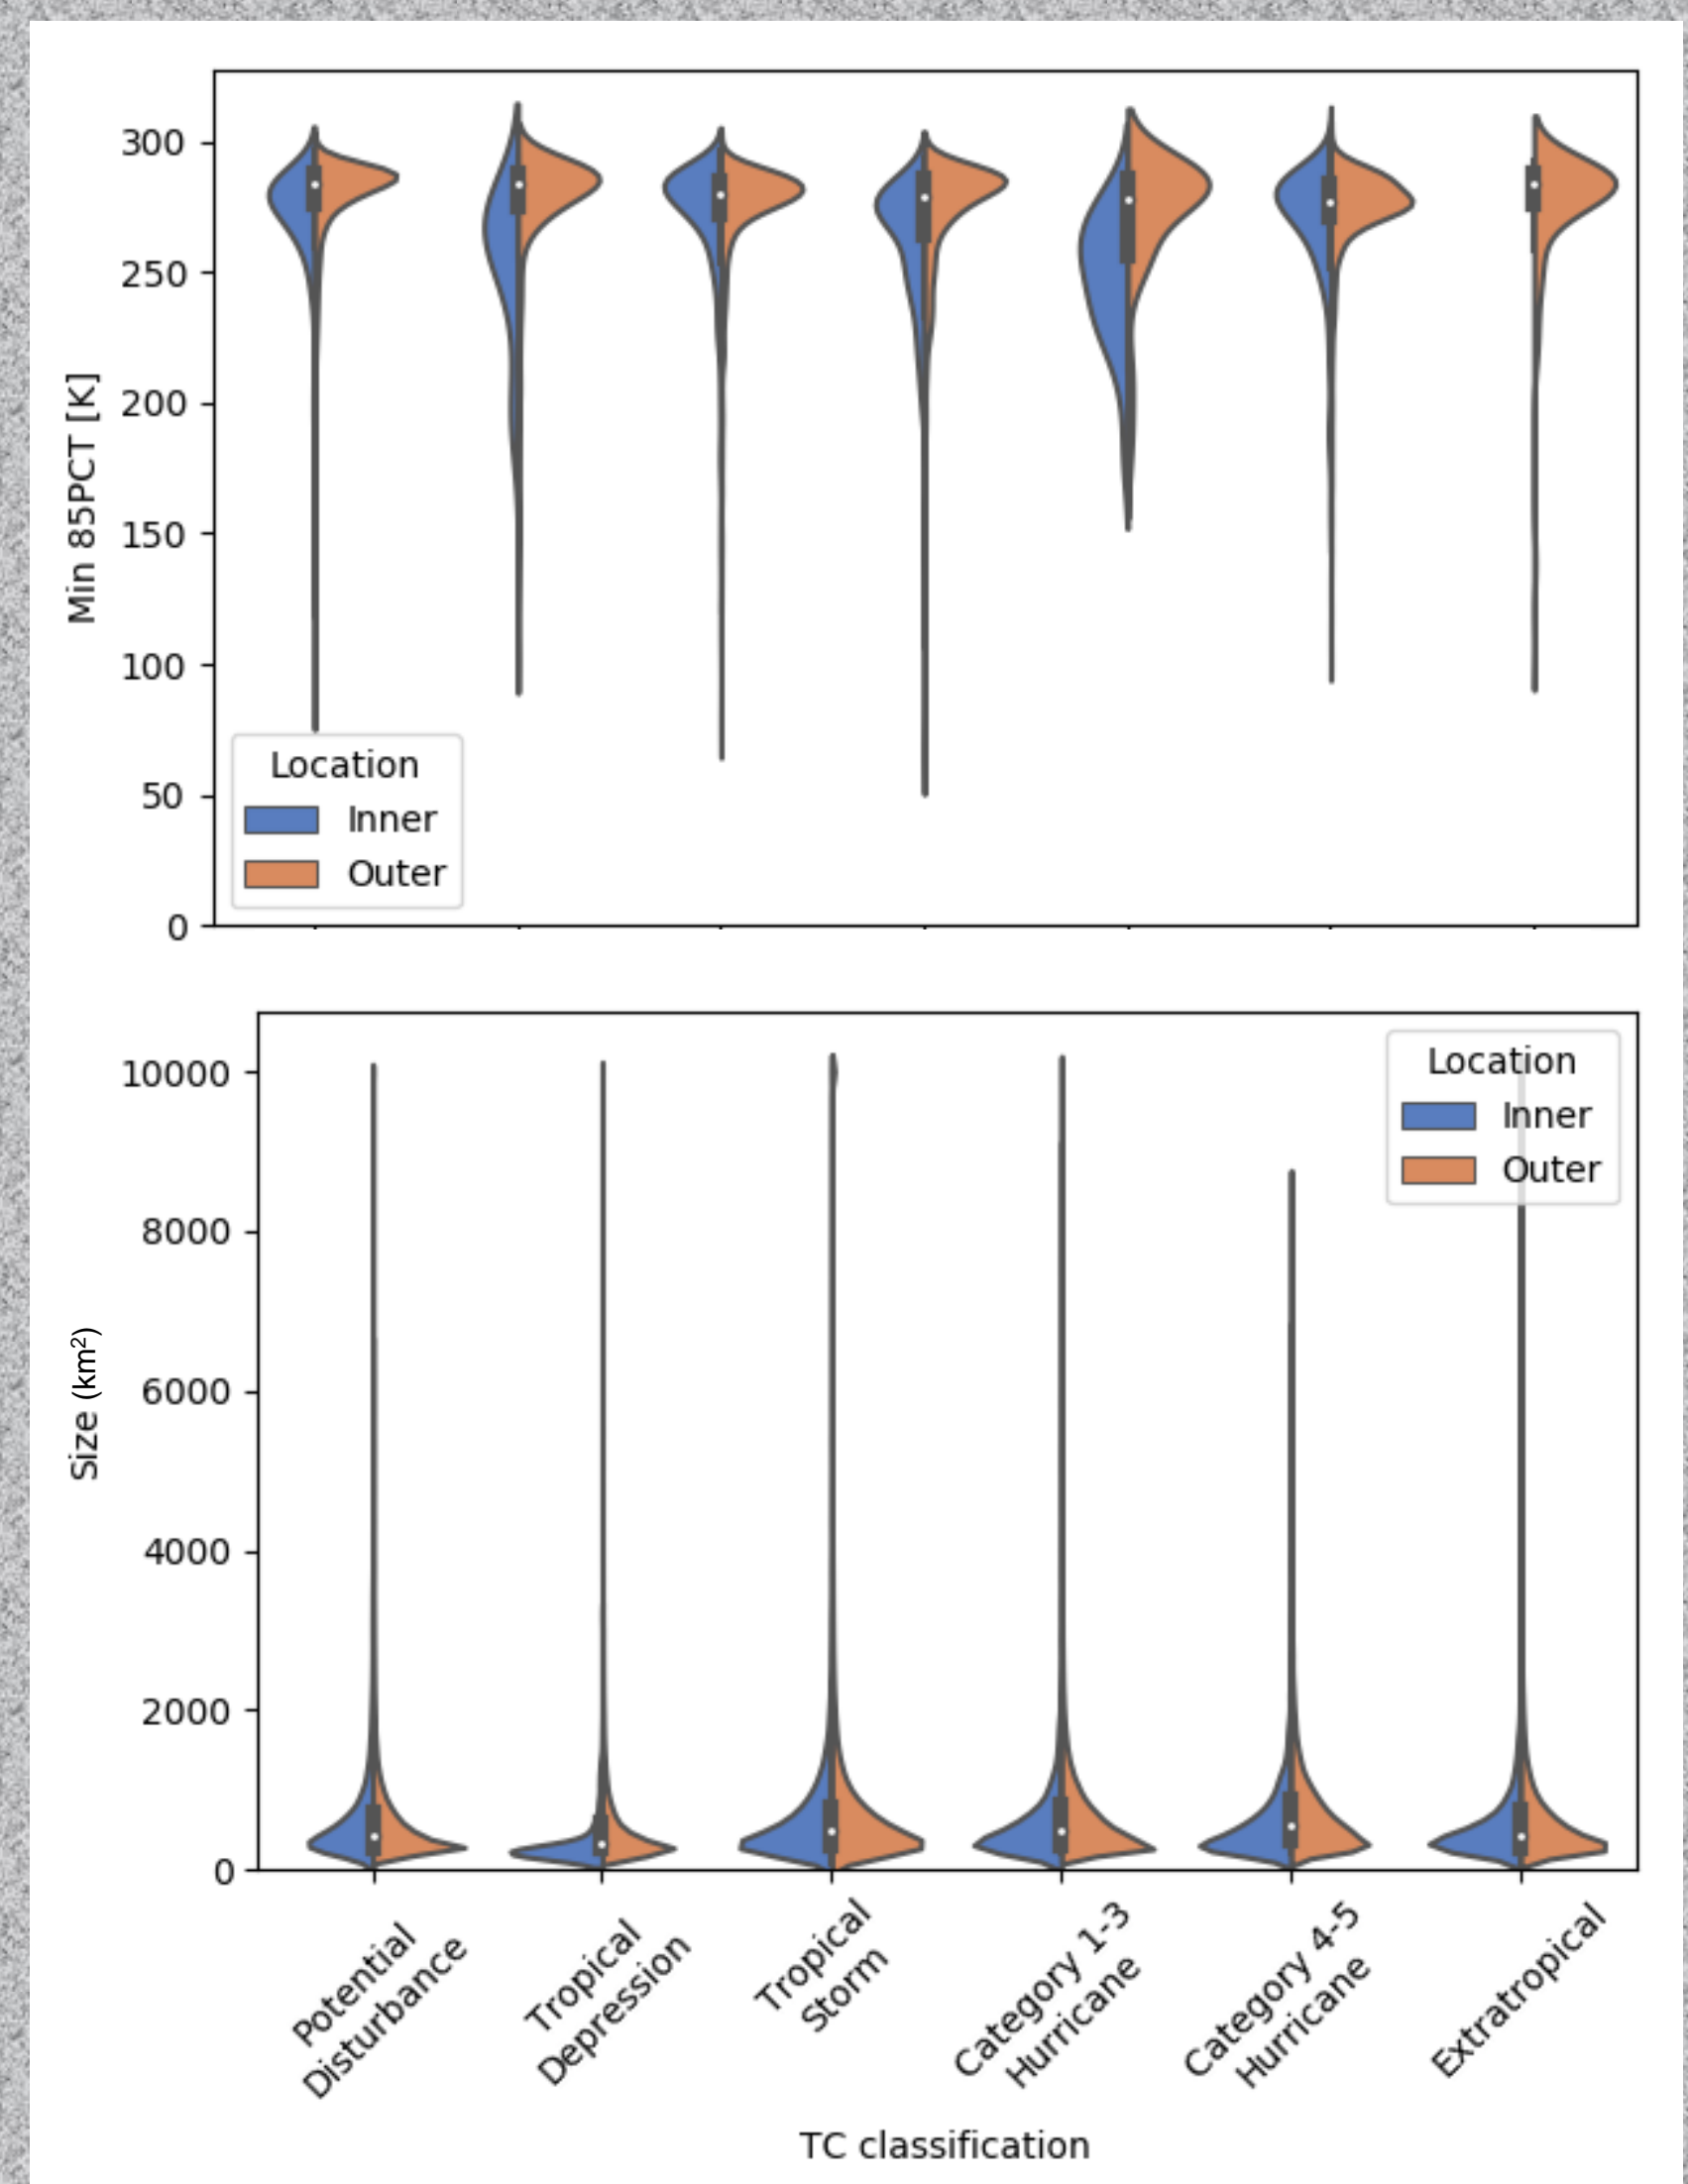 300
250
200
150
100
50
0
Min 85PCT [K]
Location
Inner
Outer
10000
8000
6000
4000
2000
0
Size (km²)
Location
Inner
Outer
Potential
Disturbance
Tropical
Depression
Tropical
Storm
Category 1-3
Hurricane
Category 4-5
Hurricane
Extratropical
TC classification